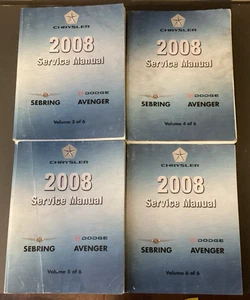 CHRYSLER
2008
Service Manual
DODGE
SEBRING AVENGER
Volume 3 of 6
CHRYSLER
2008
Service Manual
DODGE
SEBRING AVENGER
Volume 4 of 6
CHRYSLER
2008
Service Manual
DODGE
SEBRING AVENGER
Volume 5 of 6
CHRYSLER
2008
Service Manual
DODGE
SEBRING AVENGER
Volume 6 of 6